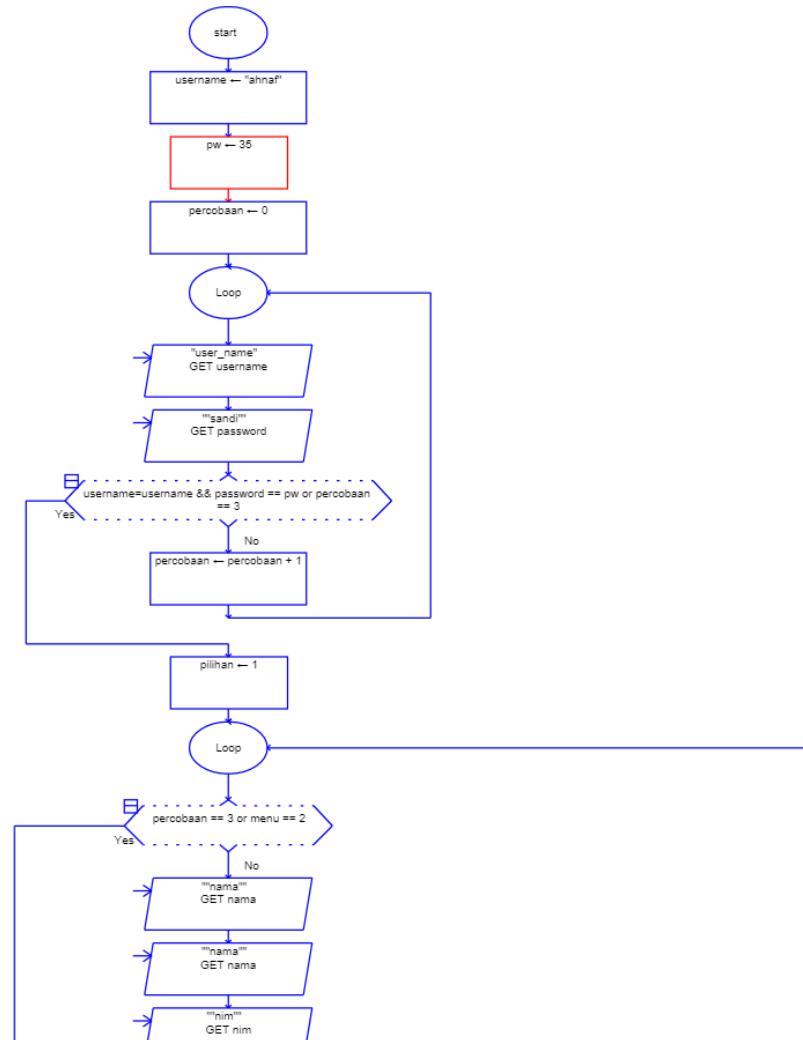 start
username ← "ahnaf"
pw ← 35
percobaan ← 0
Loop
"user_name"
GET username
""sandi""
GET password
username=username && password == pw or percobaan
== 3
Yes
No
percobaan ← percobaan + 1
pilihan ← 1
Loop
percobaan == 3 or menu == 2
Yes
No
""nama""
GET nama
""nama""
GET nama
""nim""
GET nim